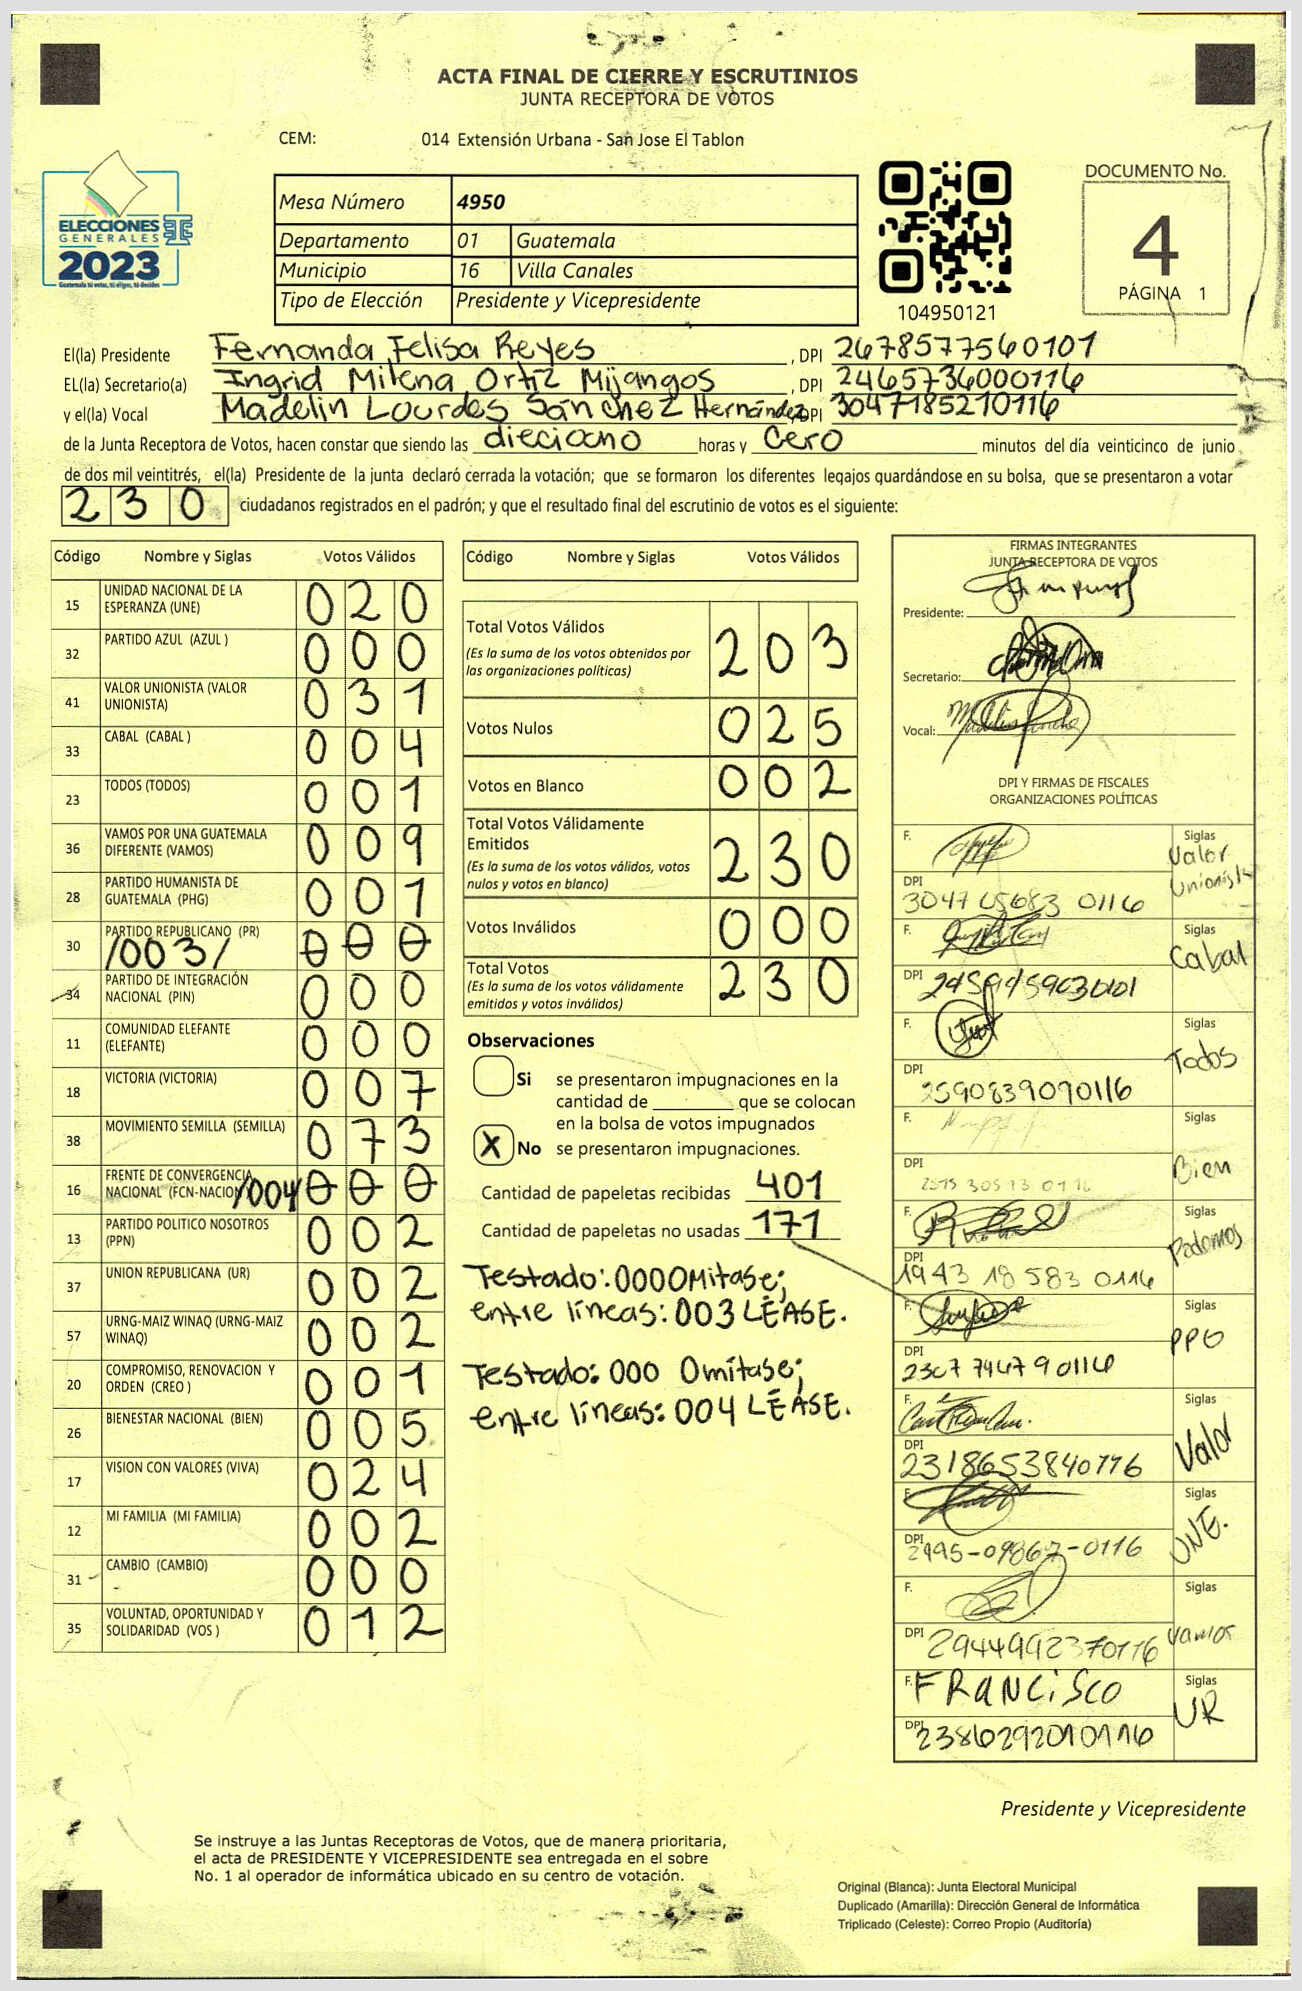 ACTA FINAL DE CIERRE Y ESCRUTINIOS
JUNTA RECEPTORA DE VOTOS
CEM: 014 Extensión Urbana - San Jose El Tablon
ELECCIONES
GENERALES
2023
Guatemala tú votas, tú eliges, tú decides
Mesa Número 4950
Departamento 01 Guatemala
Municipio 16 Villa Canales
Tipo de Elección Presidente y Vicepresidente
104950121
DOCUMENTO No.
4
PÁGINA 1
El(la) Presidente Fernanda Felisa Reyes , DPI 2678577560101
EL(la) Secretario(a) Ingrid Milena Ortiz Mijangos , DPI 2465736000116
y el(la) Vocal Madelin Lourdes Sánchez Hernández DPI 3047185210116
de la Junta Receptora de Votos, hacen constar que siendo las horas y cero minutos del día veinticinco de junio
de dos mil veintitrés, el(la) Presidente de la junta declaró cerrada la votación; que se formaron los diferentes legajos guardándose en su bolsa, que se presentaron a votar
230 ciudadanos registrados en el padrón; y que el resultado final del escrutinio de votos es el siguiente:
Código Nombre y Siglas Votos Válidos
15 UNIDAD NACIONAL DE LA ESPERANZA (UNE) 020
32 PARTIDO AZUL (AZUL ) 000
41 VALOR UNIONISTA (VALOR UNIONISTA) 031
33 CABAL (CABAL ) 004
23 TODOS (TODOS) 001
36 VAMOS POR UNA GUATEMALA DIFERENTE (VAMOS) 009
28 PARTIDO HUMANISTA DE GUATEMALA (PHG) 001
30 PARTIDO REPUBLICANO (PR) /003/ 000
34 PARTIDO DE INTEGRACIÓN NACIONAL (PIN) 000
11 COMUNIDAD ELEFANTE (ELEFANTE) 000
18 VICTORIA (VICTORIA) 007
38 MOVIMIENTO SEMILLA (SEMILLA) 073
16 FRENTE DE CONVERGENCIA NACIONAL (FCN-NACION /004 000
13 PARTIDO POLITICO NOSOTROS (PPN) 002
37 UNION REPUBLICANA (UR) 002
57 URNG-MAIZ WINAQ (URNG-MAIZ WINAQ) 002
20 COMPROMISO, RENOVACION Y ORDEN (CREO ) 001
26 BIENESTAR NACIONAL (BIEN) 005
17 VISION CON VALORES (VIVA) 024
12 MI FAMILIA (MI FAMILIA) 002
31 CAMBIO (CAMBIO) 000
35 VOLUNTAD, OPORTUNIDAD Y SOLIDARIDAD (VOS ) 012
Código Nombre y Siglas Votos Válidos
Total Votos Válidos 203
(Es la suma de los votos obtenidos por
las organizaciones políticas)
Votos Nulos 025
Votos en Blanco 002
Total Votos Válidamente
Emitidos 230
(Es la suma de los votos válidos, votos
nulos y votos en blanco)
Votos Inválidos 000
Total Votos 230
(Es la suma de los votos válidamente
emitidos y votos inválidos)
Observaciones
Si se presentaron impugnaciones en la
cantidad de ________ que se colocan
en la bolsa de votos impugnados
X No se presentaron impugnaciones.
Cantidad de papeletas recibidas 401
Cantidad de papeletas no usadas 171
Testado: 000 OMitase;
entre líneas: 003 LÉASE.
Testado: 000 Omítase;
entre líneas: 004 LÉASE.
FIRMAS INTEGRANTES
JUNTA RECEPTORA DE VOTOS
Presidente:
Secretario:
Vocal:
DPI Y FIRMAS DE FISCALES
ORGANIZACIONES POLÍTICAS
F. Siglas
Valor Unionista
DPI
F.
Cabal
DPI
F. Siglas
Todos
DPI 2590839090116
F. Siglas
Bien
DPI
F. Siglas
Podemos
DPI 1943 18 583 0116
F. Siglas
PPO
DPI 2307 7467 9 0116
F. Siglas
Valor
DPI 2318653840116
F. Siglas
UNE.
DPI 2995-09867-0116
F. Siglas
Vamos
DPI 2944992370116
F. FRANCISCO Siglas
UR
DPI 2386292010116
Presidente y Vicepresidente
Se instruye a las Juntas Receptoras de Votos, que de manera prioritaria,
el acta de PRESIDENTE Y VICEPRESIDENTE sea entregada en el sobre
No. 1 al operador de informática ubicado en su centro de votación.
Original (Blanca): Junta Electoral Municipal
Duplicado (Amarilla): Dirección General de Informática
Triplicado (Celeste): Correo Propio (Auditoría)